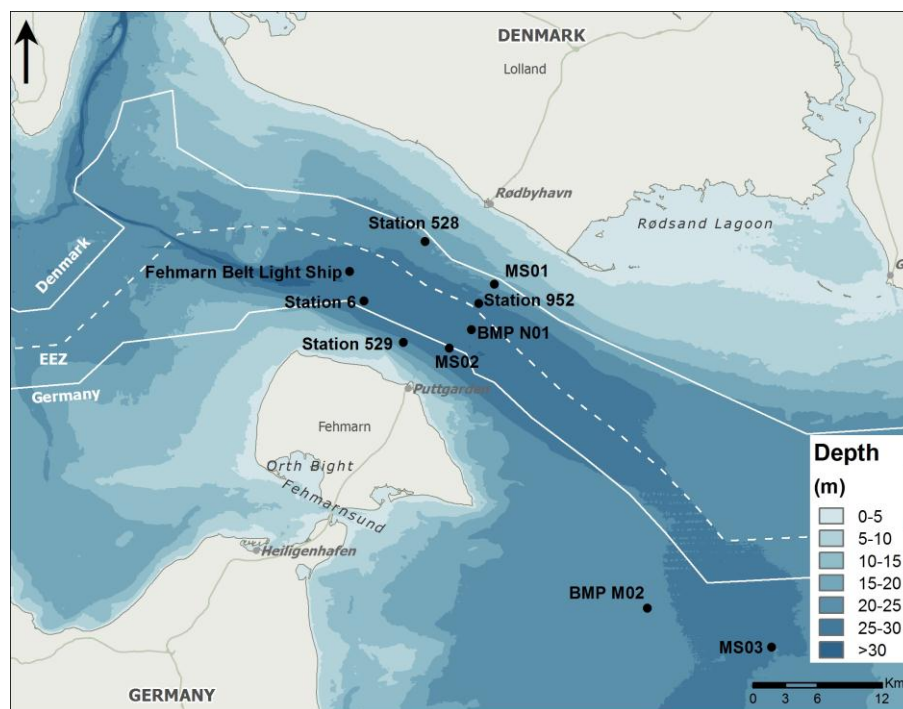 DENMARK
Lolland
Rødbyhavn
Rødsand Lagoon
Station 528
Denmark
Fehmarn Belt Light Ship
MS01
Station 6
Station 952
BMP N01
Station 529
MS02
EEZ
Germany
Puttgarden
Fehmarn
Orth Bight
Fehmarnsund
Heiligenhafen
BMP M02
MS03
GERMANY
G
Depth
(m)
0-5
5-10
10-15
15-20
20-25
25-30
>30
Km
0 3 6 12